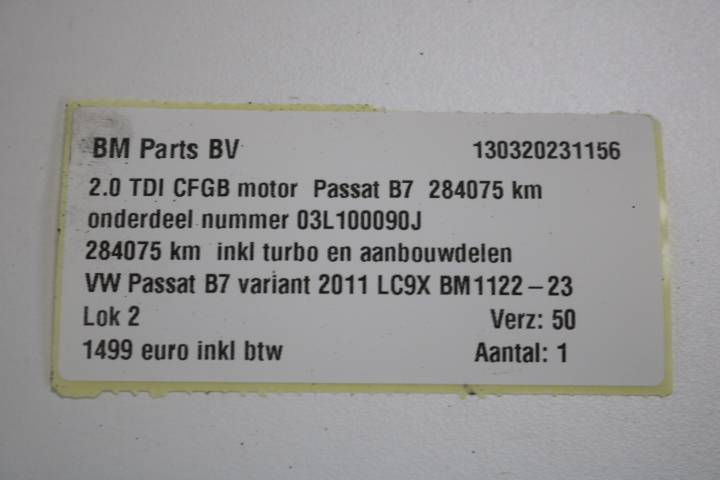 BM Parts BV 130320231156
2.0 TDI CFGB motor Passat B7 284075 km
onderdeel nummer 03L100090J
284075 km inkl turbo en aanbouwdelen
VW Passat B7 variant 2011 LC9X BM1122-23
Lok 2 Verz: 50
1499 euro inkl btw Aantal: 1